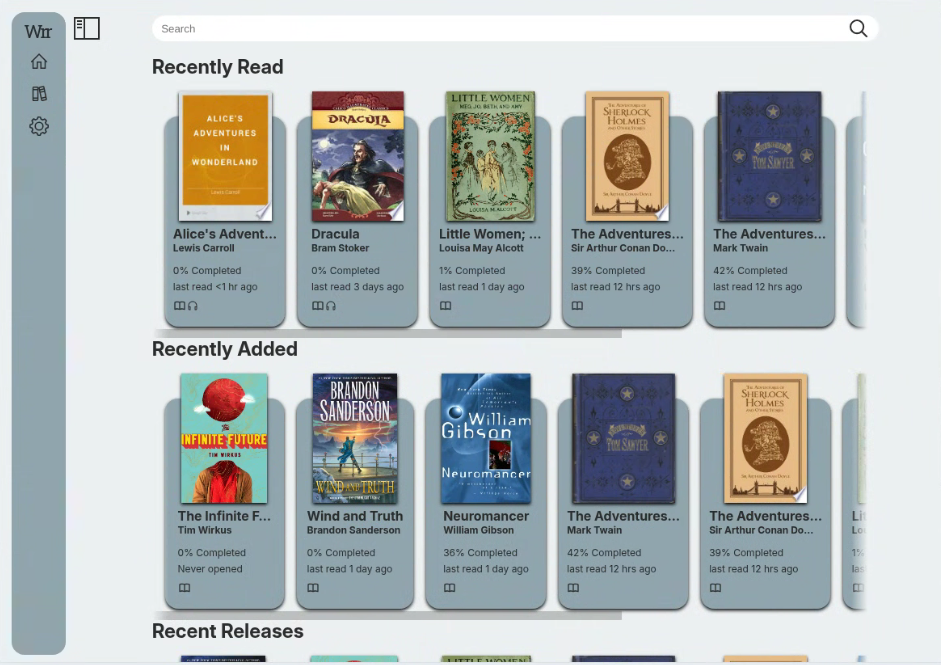 Wrr
Search
Recently Read
ALICE'S
ADVENTURES
IN
WONDERLAND
Lewis Carroll
Alice's Advent...
Lewis Carroll
0% Completed
last read <1 hr ago
DRACULA
Dracula
Bram Stoker
0% Completed
last read 3 days ago
LITTLE WOMEN
MEG, JO, BETH, AND AMY
LOUISA M. ALCOTT
Little Women; ...
Louisa May Alcott
1% Completed
last read 1 day ago
THE ADVENTURES OF
SHERLOCK
HOLMES
AND OTHER STORIES
SIR ARTHUR CONAN DOYLE
The Adventures...
Sir Arthur Conan Do...
39% Completed
last read 12 hrs ago
TOM SAWYER
The Adventures...
Mark Twain
42% Completed
last read 12 hrs ago
Recently Added
THE
INFINITE FUTURE
TIM WIRKUS
The Infinite F...
Tim Wirkus
0% Completed
Never opened
BRANDON
SANDERSON
WIND AND TRUTH
Wind and Truth
Brandon Sanderson
0% Completed
last read 1 day ago
William
Gibson
Neuromancer
Neuromancer
William Gibson
36% Completed
last read 1 day ago
TOM SAWYER
The Adventures...
Mark Twain
42% Completed
last read 12 hrs ago
THE ADVENTURES OF
SHERLOCK
HOLMES
AND OTHER STORIES
SIR ARTHUR CONAN DOYLE
The Adventures...
Sir Arthur Conan Do...
39% Completed
last read 12 hrs ago
Lit
Lo
1%
las
Recent Releases
LITTLE WOMEN